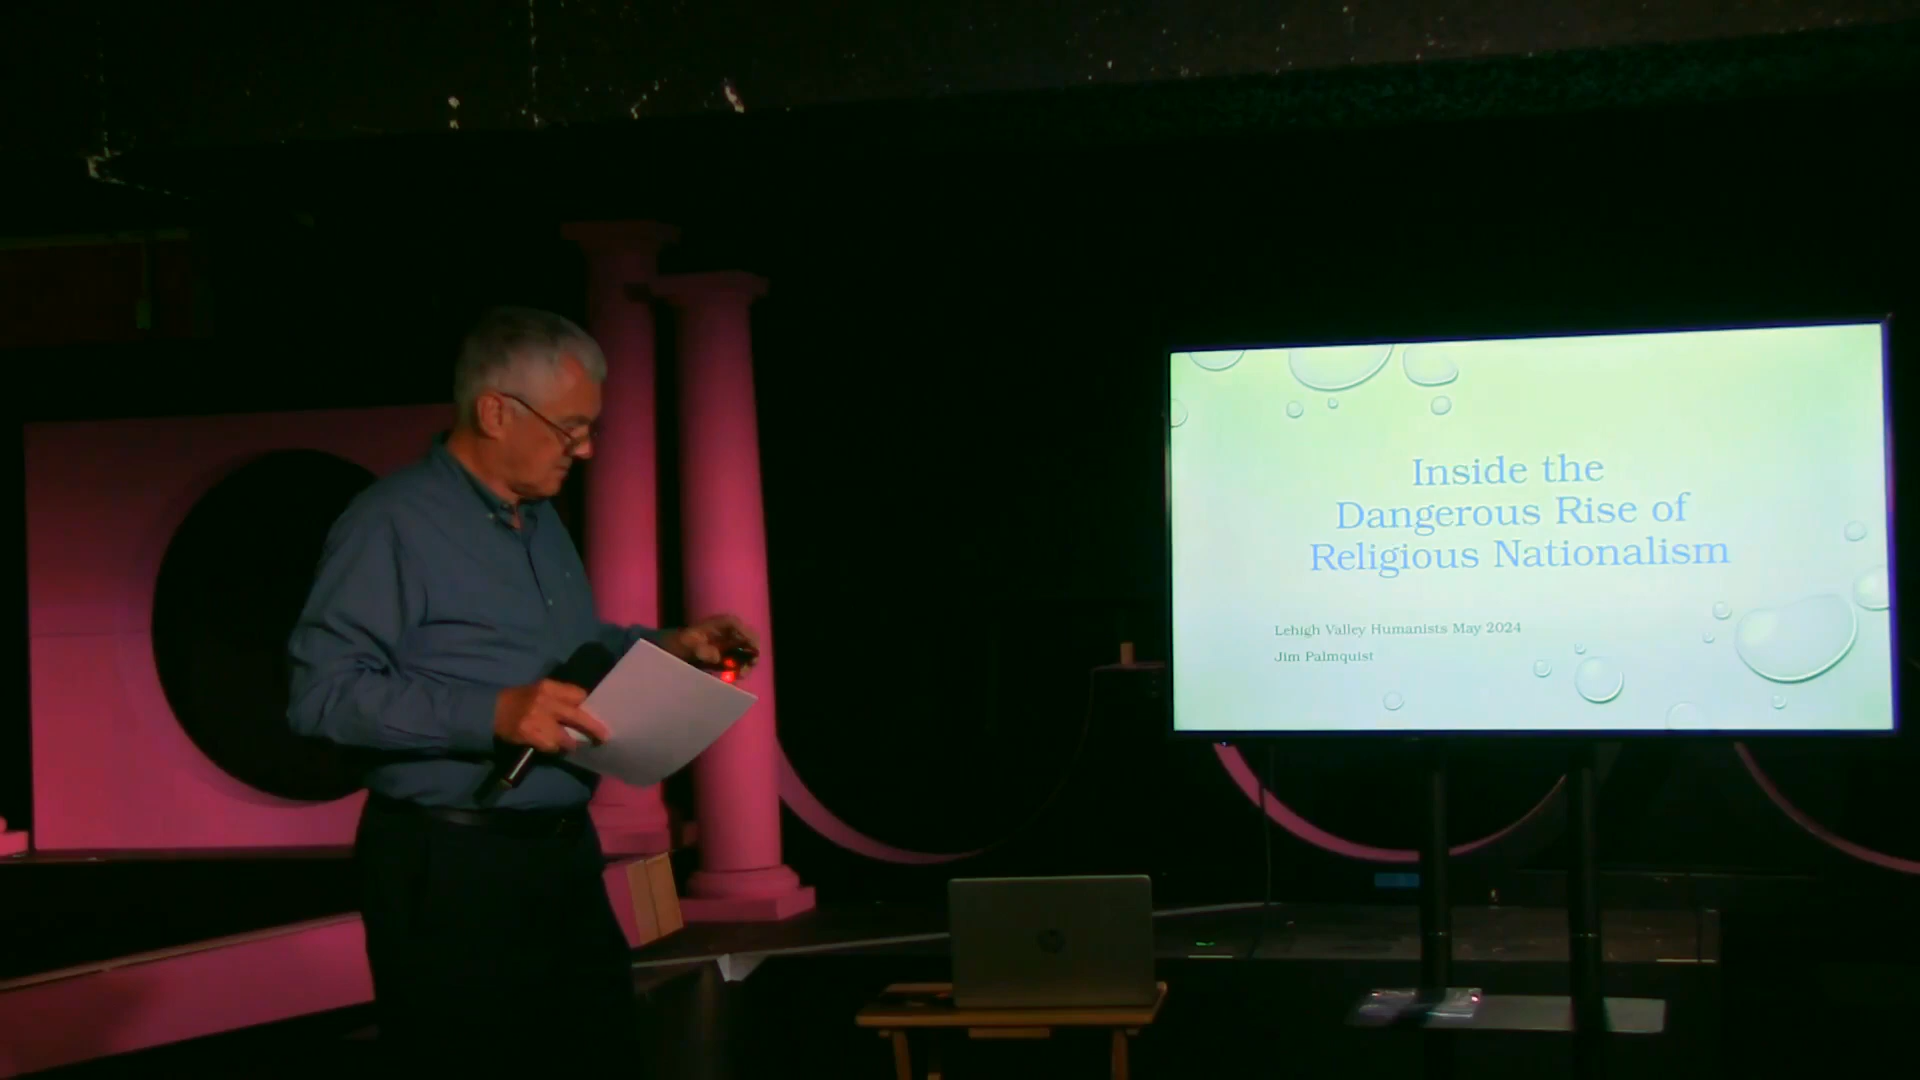 Inside the
Dangerous Rise of
Religious Nationalism
Lehigh Valley Humanists May 2024
Jim Palmquist